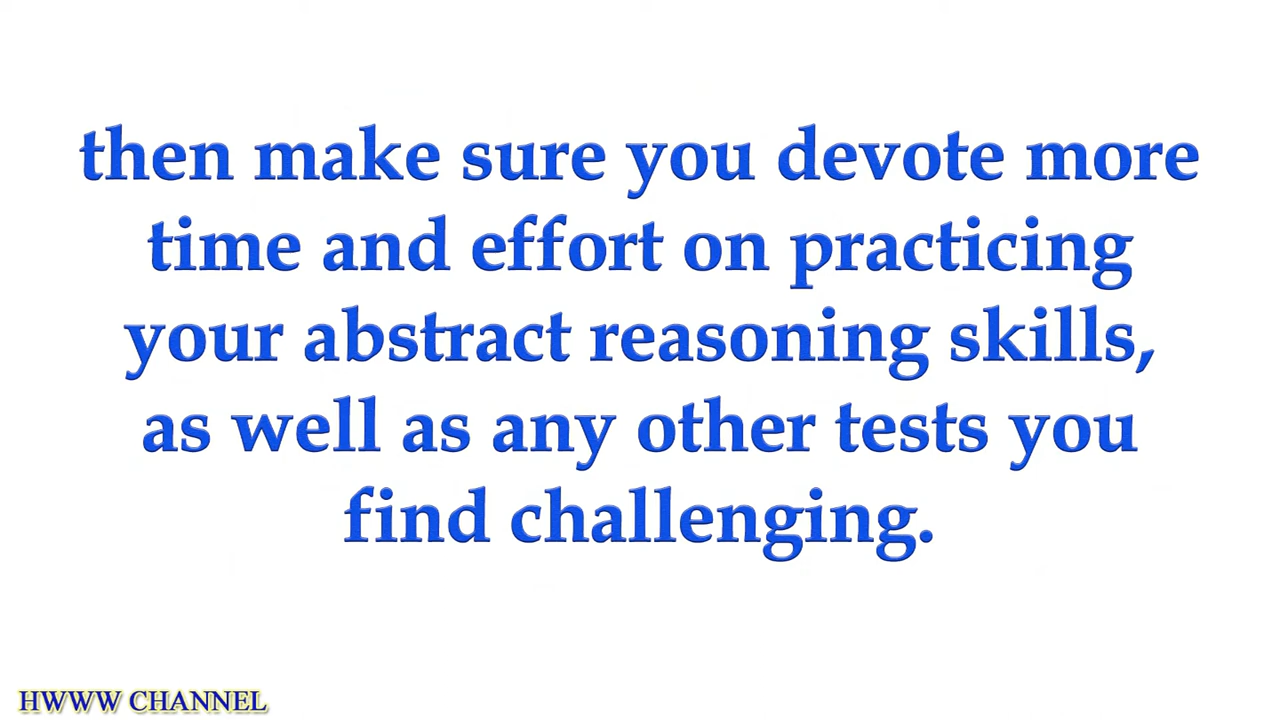 then make sure you devote more
time and effort on practicing
your abstract reasoning skills,
as well as any other tests you
find challenging.
HWWW CHANNEL